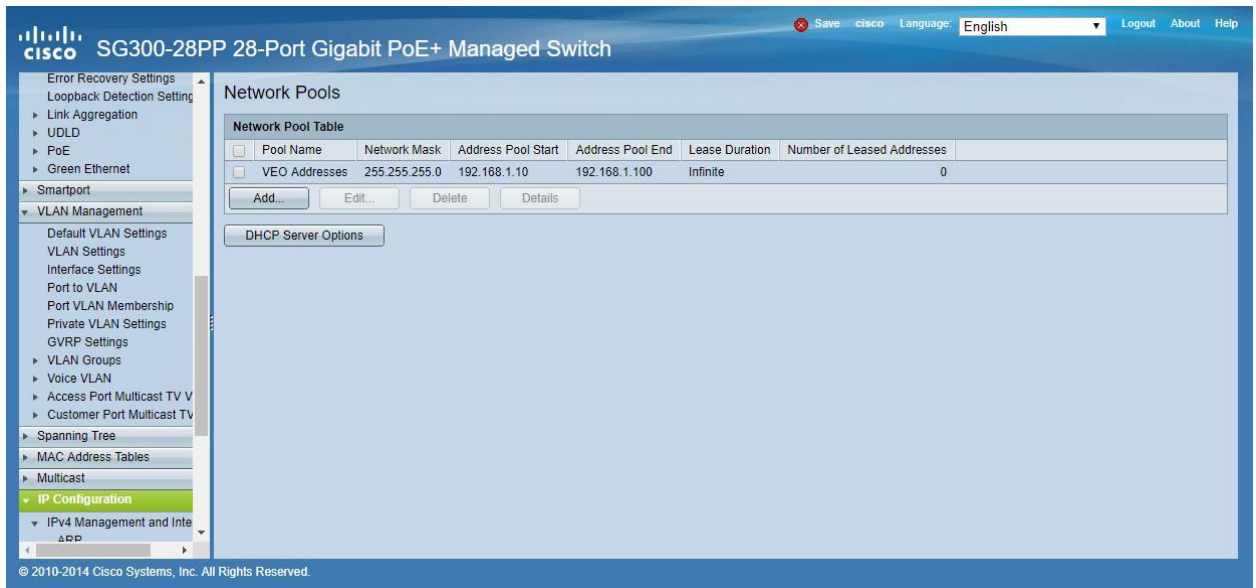 Save cisco Language: English Logout About Help
cisco SG300-28PP 28-Port Gigabit PoE+ Managed Switch
Error Recovery Settings
Loopback Detection Setting
Link Aggregation
UDLD
PoE
Green Ethernet
Smartport
VLAN Management
Default VLAN Settings
VLAN Settings
Interface Settings
Port to VLAN
Port VLAN Membership
Private VLAN Settings
GVRP Settings
VLAN Groups
Voice VLAN
Access Port Multicast TV V
Customer Port Multicast TV
Spanning Tree
MAC Address Tables
Multicast
IP Configuration
IPv4 Management and Inte
ARP
Network Pools
Network Pool Table
Pool Name Network Mask Address Pool Start Address Pool End Lease Duration Number of Leased Addresses
VEO Addresses 255.255.255.0 192.168.1.10 192.168.1.100 Infinite 0
Add... Edit... Delete Details
DHCP Server Options
© 2010-2014 Cisco Systems, Inc. All Rights Reserved.